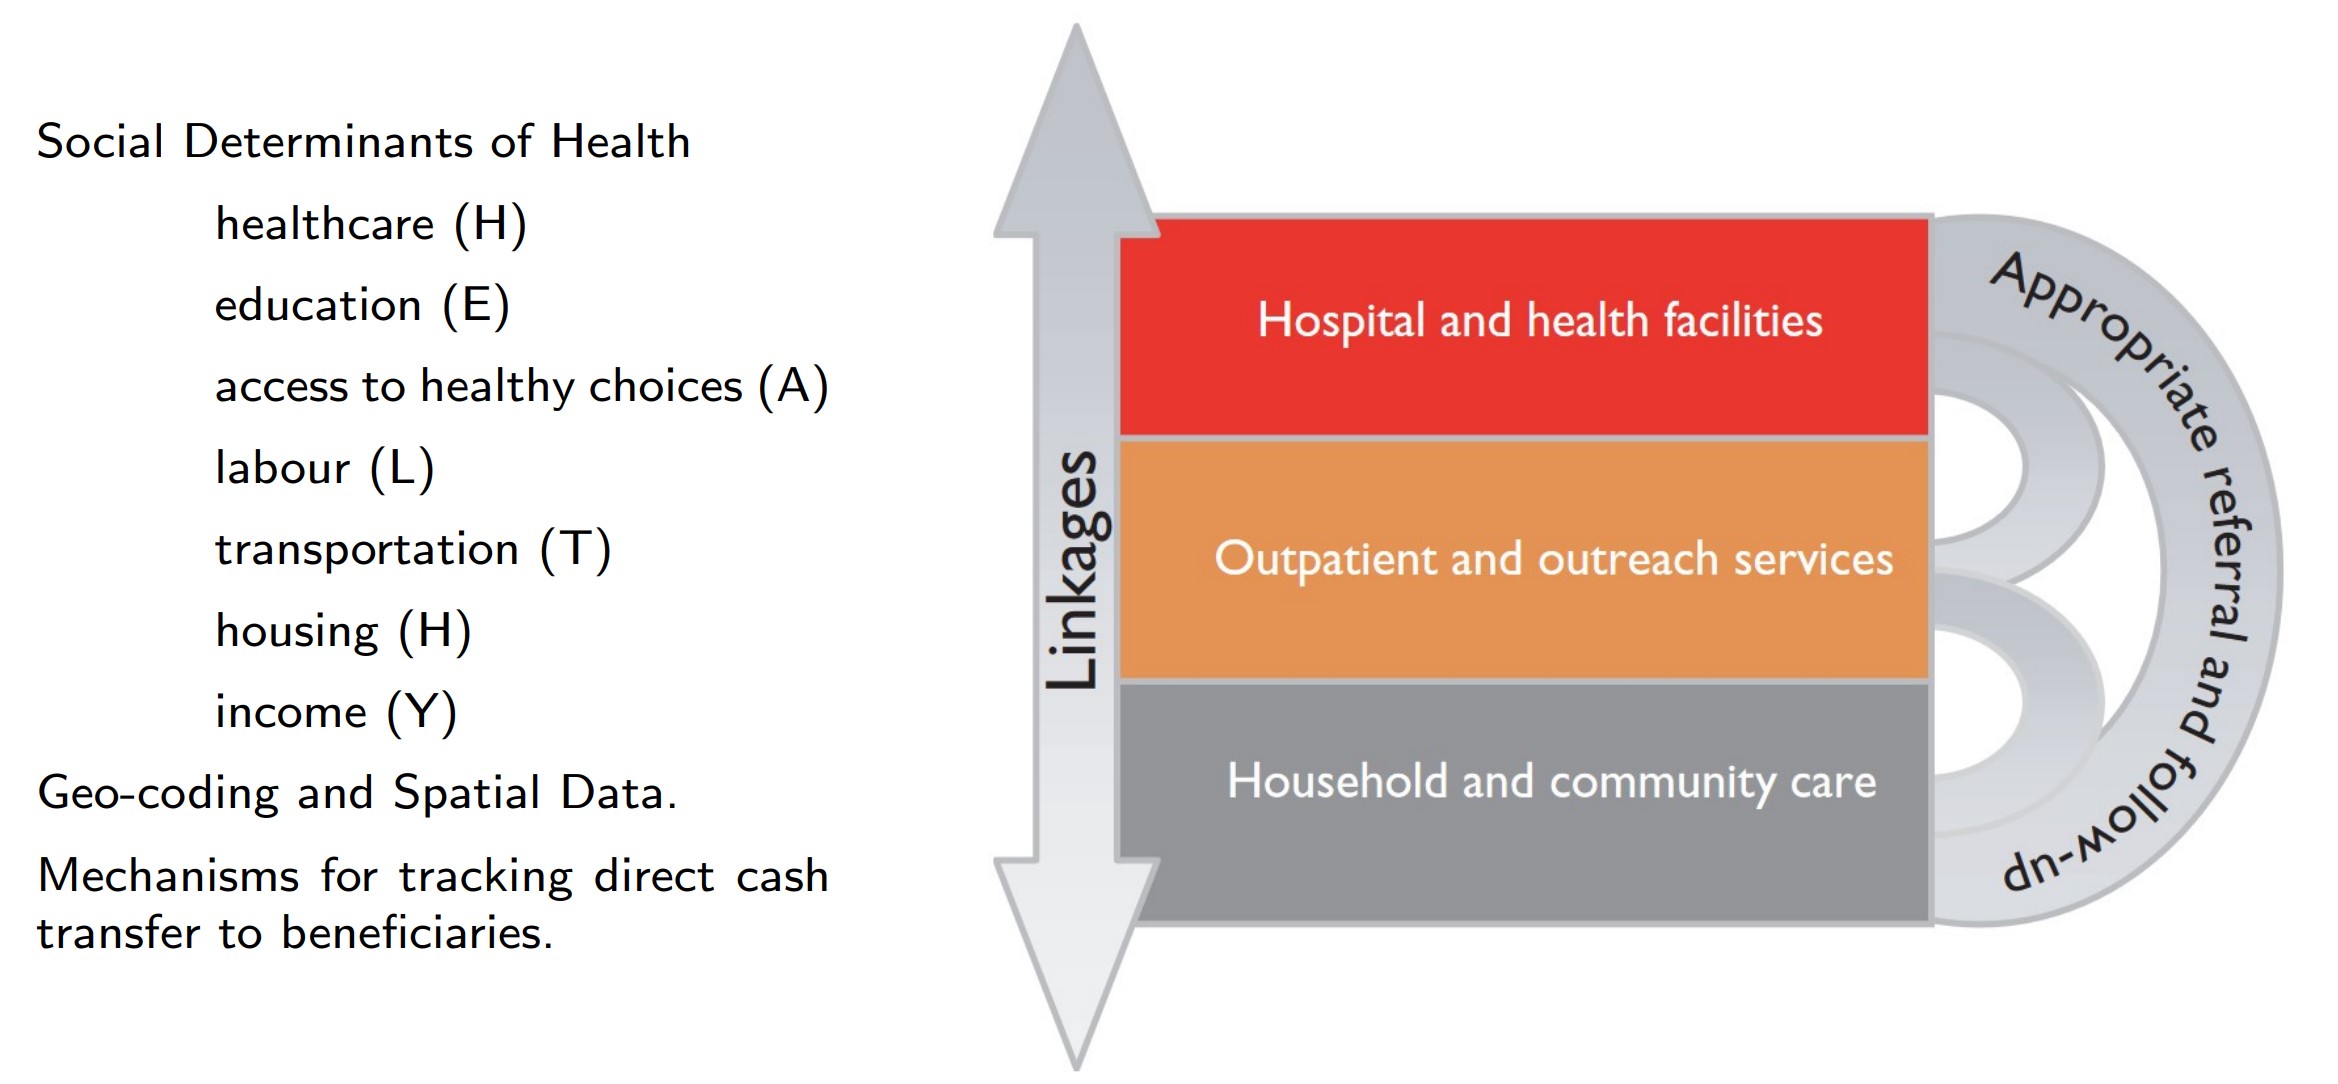 Social Determinants of Health
healthcare (H)
education (E)
access to healthy choices (A)
labour (L)
transportation (T)
housing (H)
income (Y)
Geo-coding and Spatial Data.
Mechanisms for tracking direct cash
transfer to beneficiaries.
Linkages
Hospital and health facilities
Outpatient and outreach services
Household and community care
Appropriate referral and follow-up